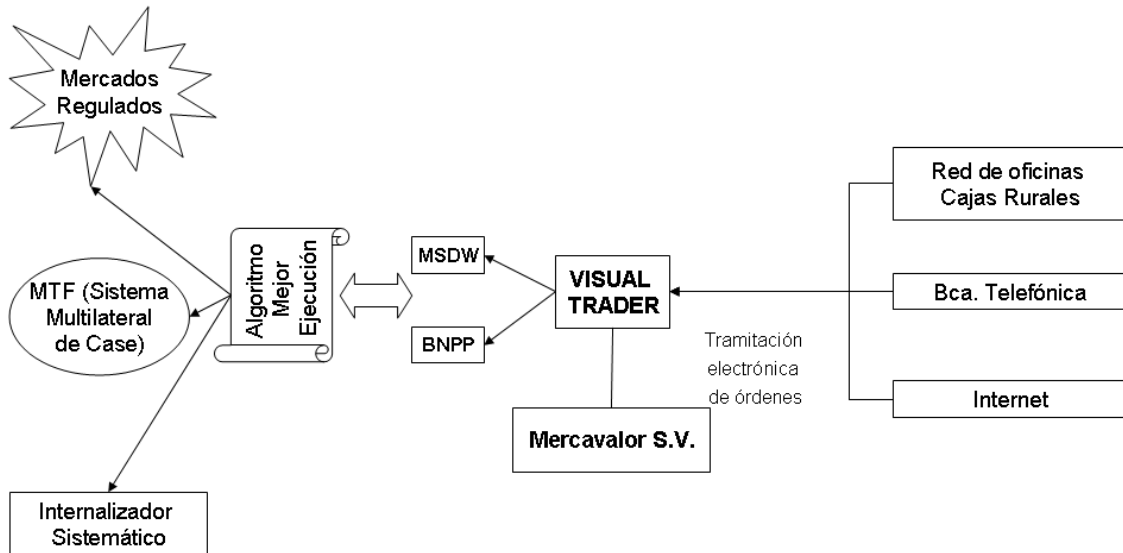 Mercados
Regulados
MTF (Sistema
Multilateral
de Case)
Internalizador
Sistemático
Algoritmo
Mejor
Ejecución
MSDW
BNPP
VISUAL
TRADER
Mercavalor S.V.
Tramitación
electrónica
de órdenes
Red de oficinas
Cajas Rurales
Bca. Telefónica
Internet